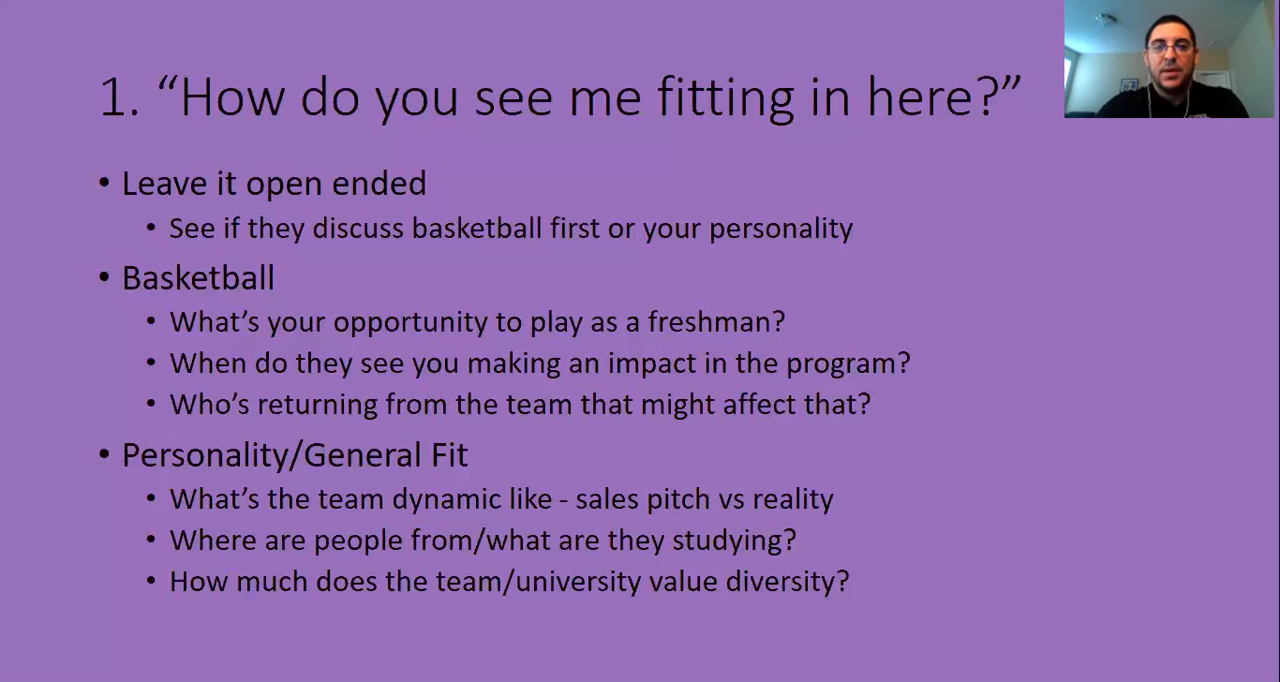 1. “How do you see me fitting in here?”
• Leave it open ended
• See if they discuss basketball first or your personality
• Basketball
• What’s your opportunity to play as a freshman?
• When do they see you making an impact in the program?
• Who’s returning from the team that might affect that?
• Personality/General Fit
• What’s the team dynamic like - sales pitch vs reality
• Where are people from/what are they studying?
• How much does the team/university value diversity?